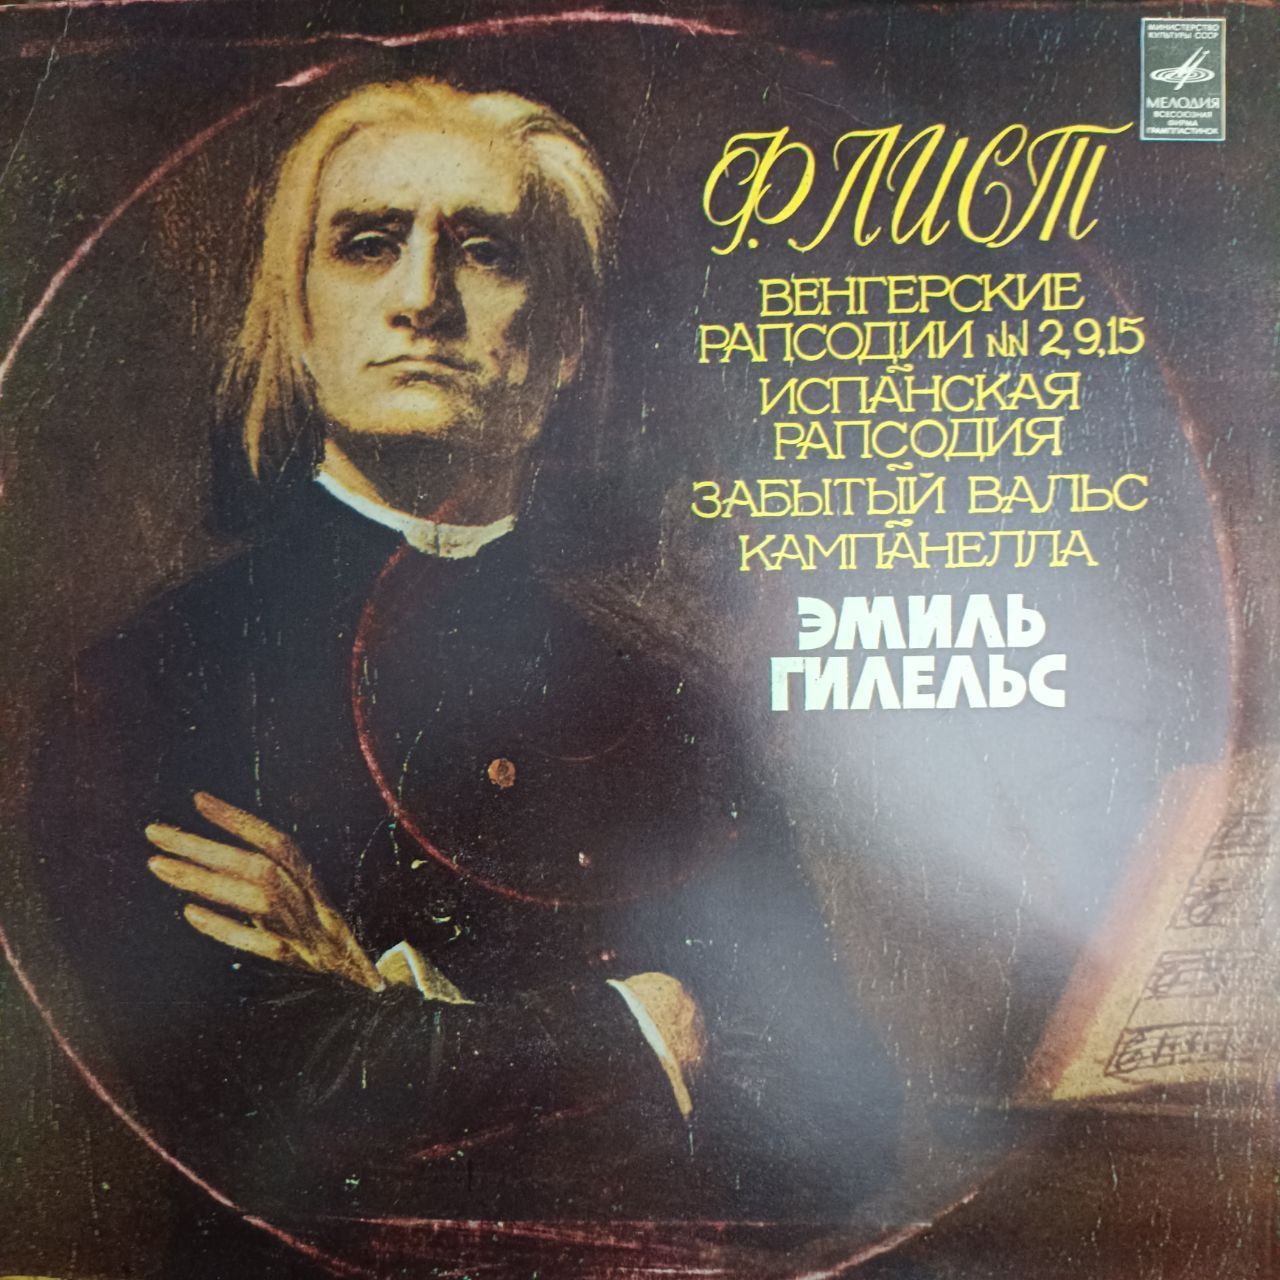 МИНИСТЕРСТВО
КУЛЬТУРЫ СССР
МЕЛОДИЯ
ВСЕСОЮЗНАЯ
ФИРМА
ГРАМПЛАСТИНОК
Ф. ЛИСТ
ВЕНГЕРСКИЕ
РАПСОДИИ №№ 2, 9, 15
ИСПАНСКАЯ
РАПСОДИЯ
ЗАБЫТЫЙ ВАЛЬС
КАМПАНЕЛЛА
ЭМИЛЬ
ГИЛЕЛЬС